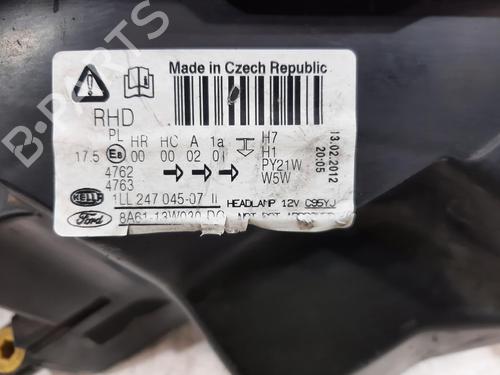 B-PARTS
Made in Czech Republic
RHD
PL HR HC A 1a H7
17.5 E8 00 00 02 01 H1
4762 PY21W
4763 W5W
13.02.2012
20:05
HELLA 1LL 247 045-07 II HEADLAMP 12V C95YJ
Ford 8A61-13W030-